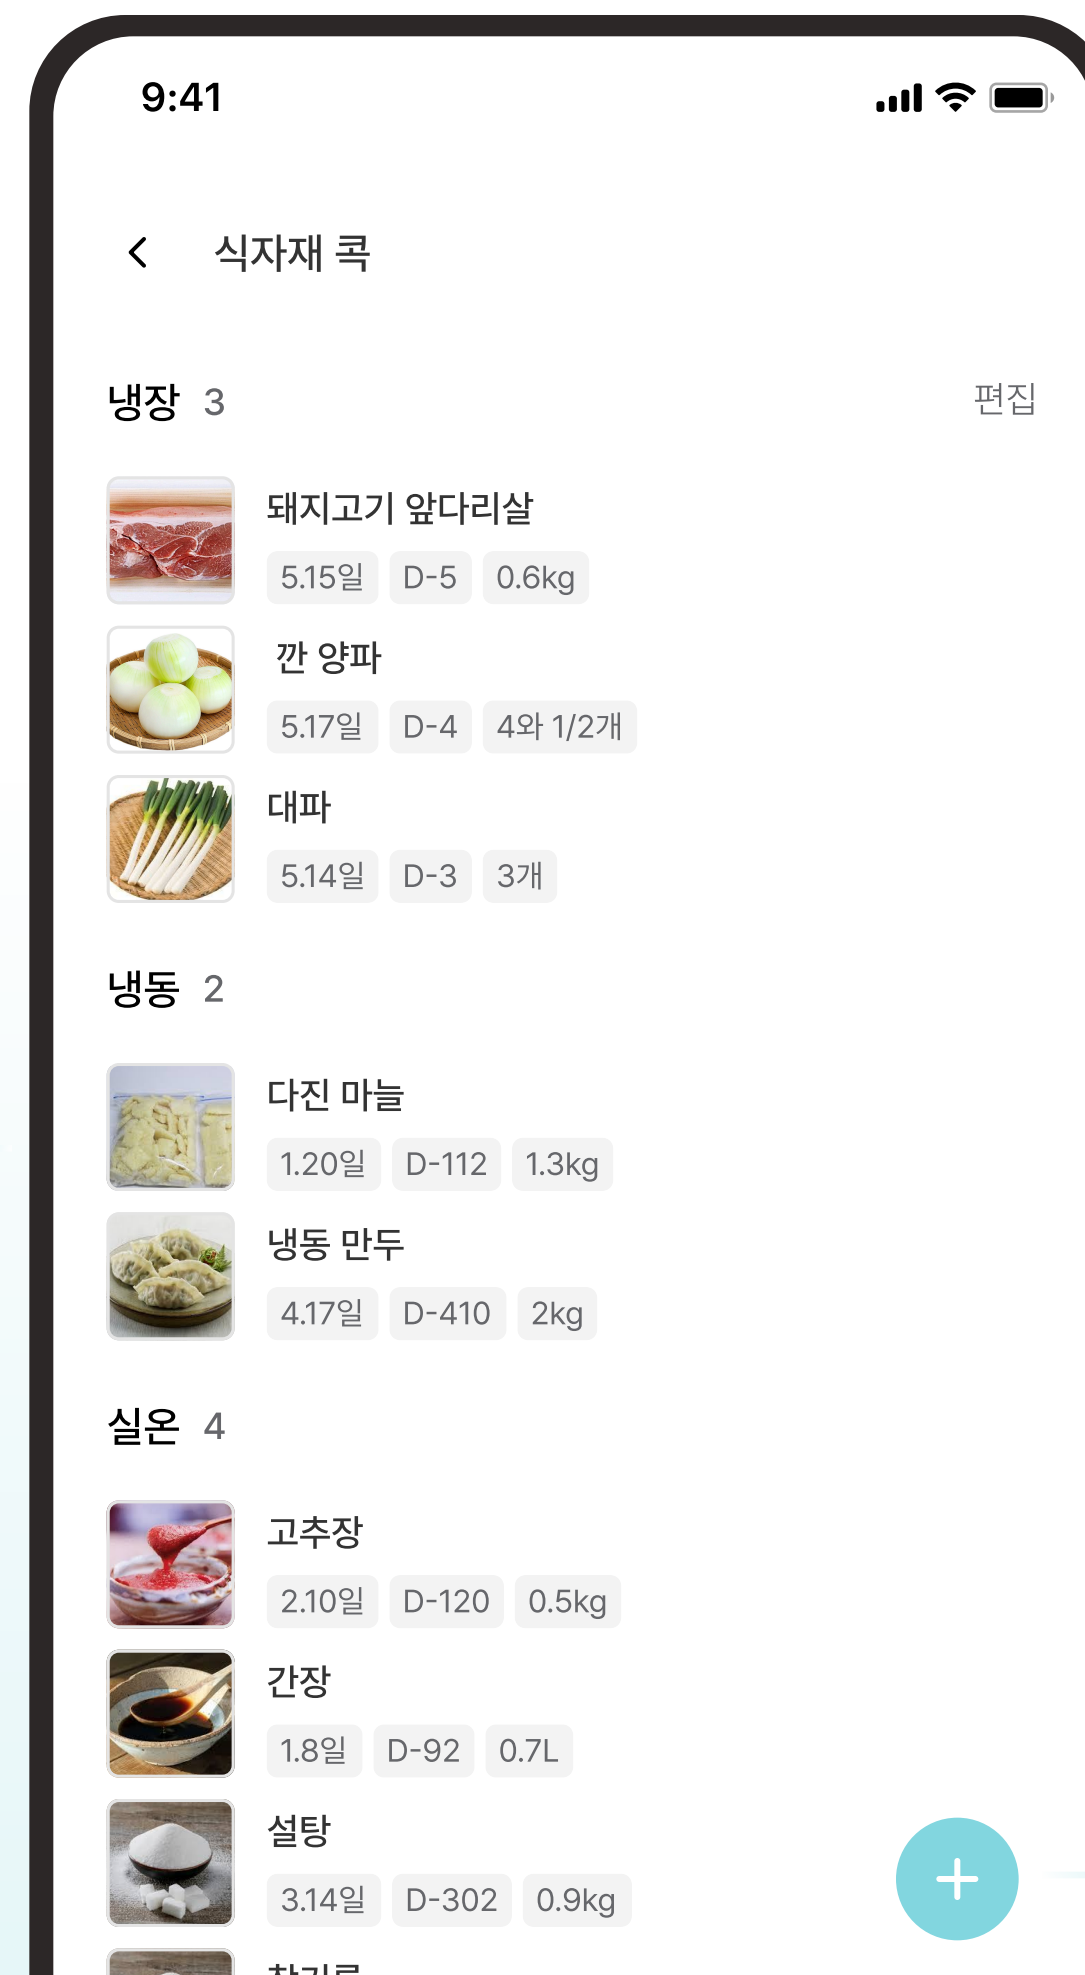 9:41
식자재 콕
냉장 3 편집
돼지고기 앞다리살
5.15일 D-5 0.6kg
깐 양파
5.17일 D-4 4와 1/2개
대파
5.14일 D-3 3개
냉동 2
다진 마늘
1.20일 D-112 1.3kg
냉동 만두
4.17일 D-410 2kg
실온 4
고추장
2.10일 D-120 0.5kg
간장
1.8일 D-92 0.7L
설탕
3.14일 D-302 0.9kg